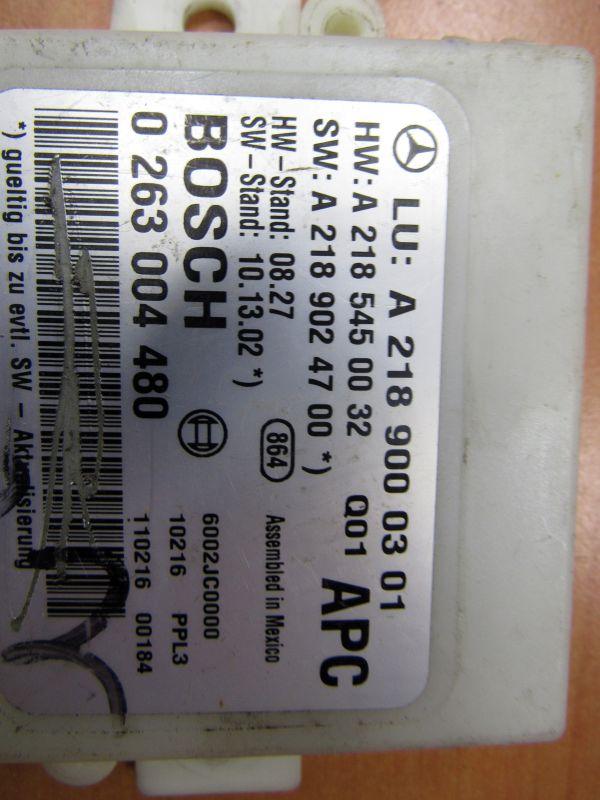 LU: A 218 900 03 01
HW: A 218 545 00 32 Q01
SW: A 218 902 47 00 *)
APC
HW-Stand: 08.27
SW-Stand: 10.13.02 *)
864
Assembled in Mexico
BOSCH
6002JC0000
0 263 004 480
10216 PPL3
110216 00184
*) gueltig bis zu evtl. SW - Aktualisierung